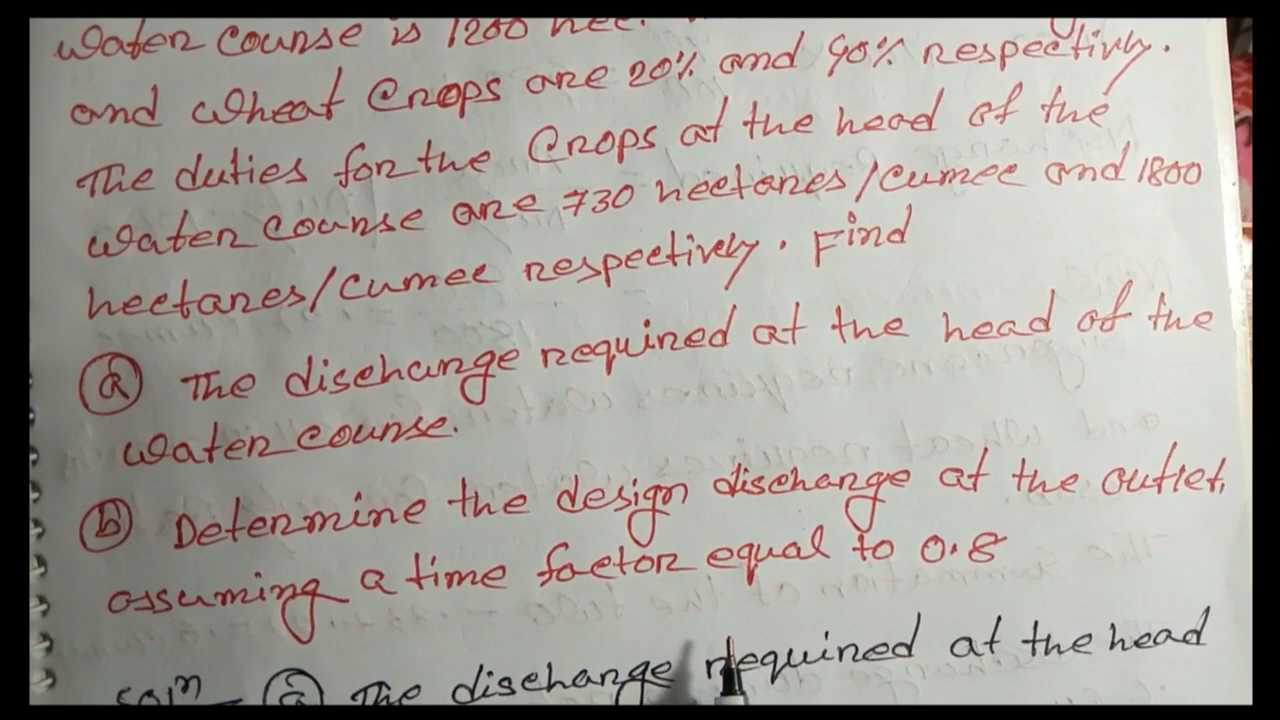 water course is 1200 hec.
and wheat crops are 20% and 40% respectively.
The duties for the crops at the head of the
water course are 730 hectares/cumec and 1800
hectares/cumec respectively. Find
(a) The discharge required at the head of the
water course.
(b) Determine the design discharge at the outlet,
assuming a time factor equal to 0.8
Soln - (a) The discharge required at the head